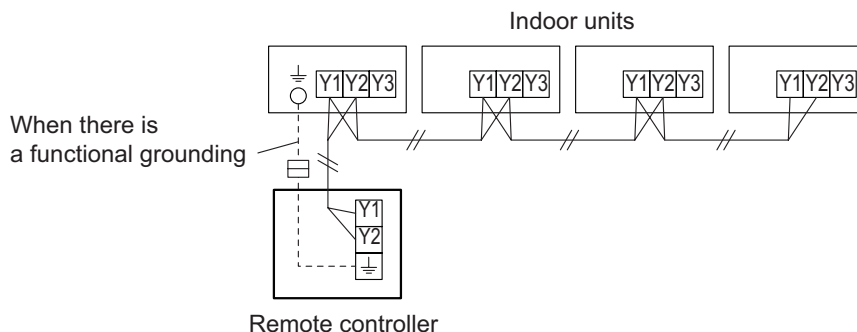 Indoor units
Y1 Y2 Y3 Y1 Y2 Y3 Y1 Y2 Y3 Y1 Y2 Y3
When there is
a functional grounding
Y1
Y2
Remote controller